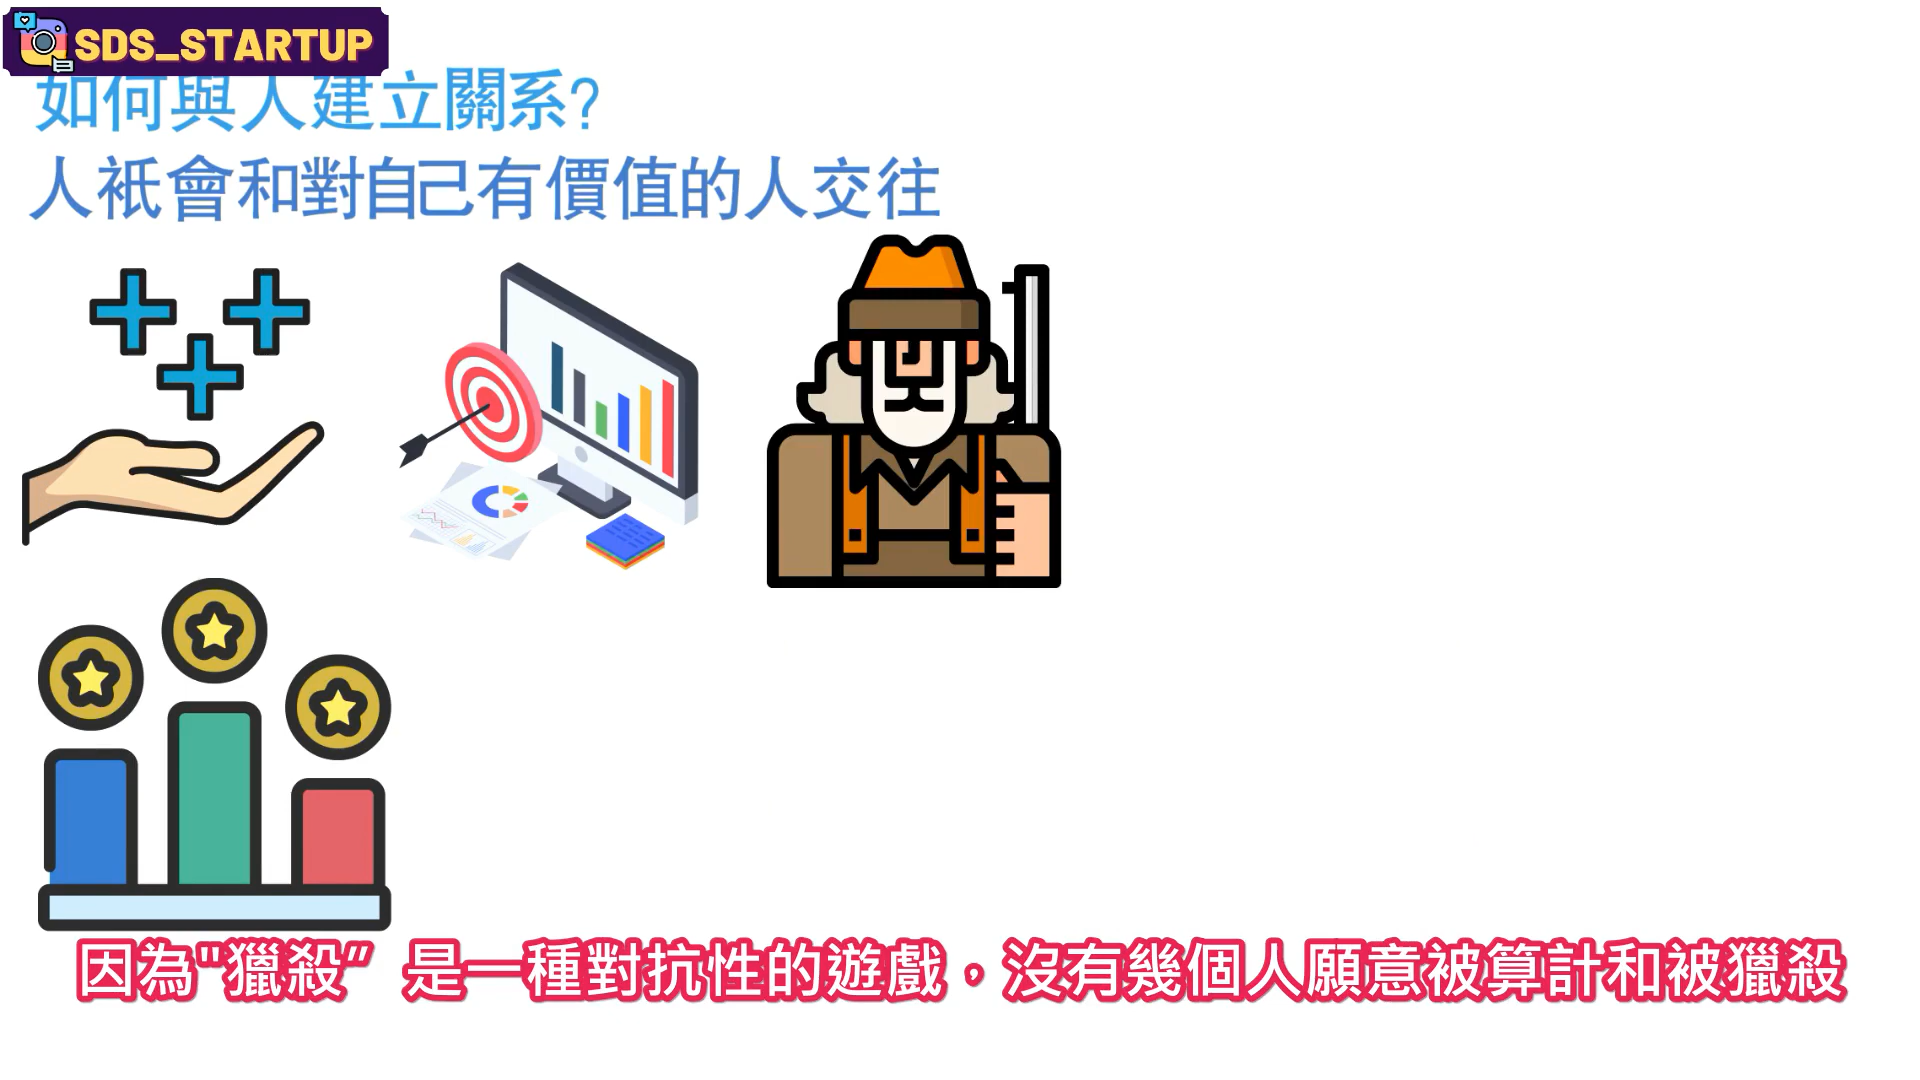 SDS_STARTUP
如何與人建立關系?
人衹會和對自己有價值的人交往
因為"獵殺” 是一種對抗性的遊戲，沒有幾個人願意被算計和被獵殺